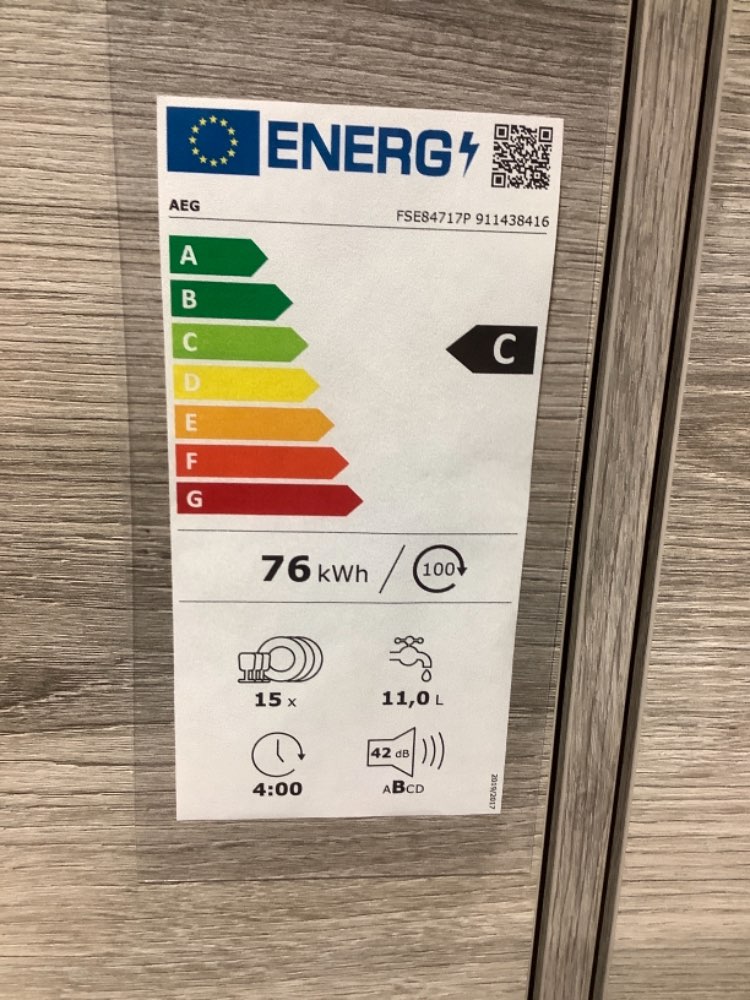 ENERG
AEG
FSE84717P 911438416
A
B
C
C
D
E
F
G
76 kWh / 100
15 x
11,0 L
4:00
42 dB
ABCD
2019/2017